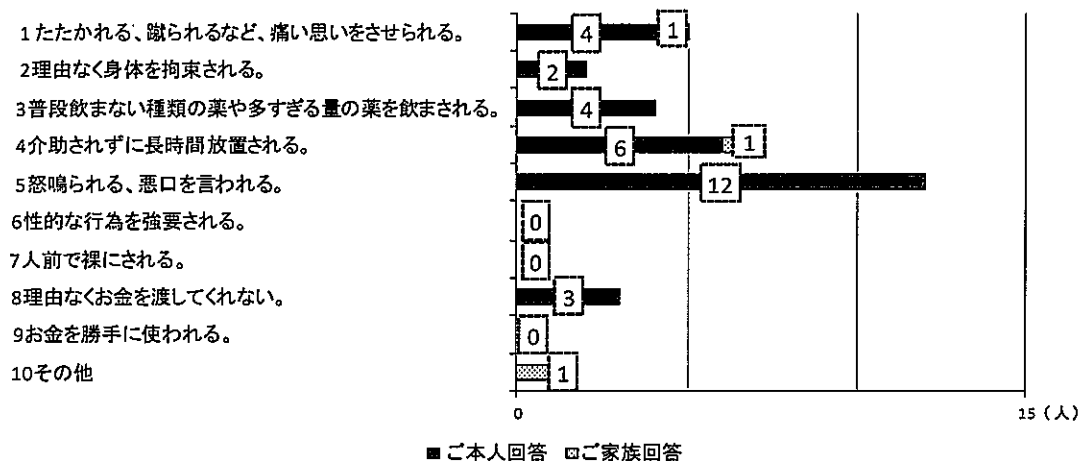 1たたかれる、蹴られるなど、痛い思いをさせられる。 4 1
2理由なく身体を拘束される。 2
3普段飲まない種類の薬や多すぎる量の薬を飲まされる。 4
4介助されずに長時間放置される。 6 1
5怒鳴られる、悪口を言われる。 12
6性的な行為を強要される。 0
7人前で裸にされる。 0
8理由なくお金を渡してくれない。 3
9お金を勝手に使われる。 0
10その他 1
0 15 (人)
ご本人回答 ご家族回答